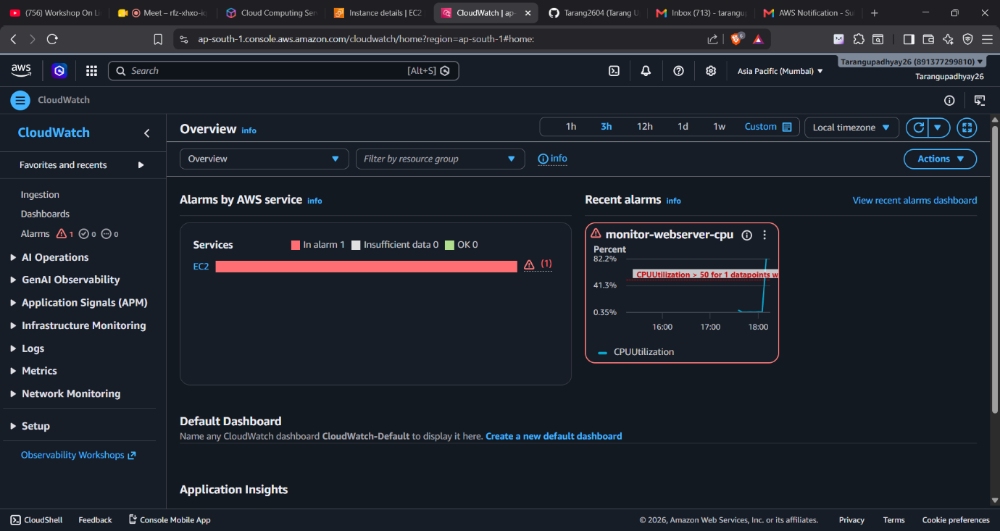 (756) Workshop On Li
Meet – rfz-xhxo-iq
Cloud Computing Ser
Instance details | EC2
CloudWatch | ap-
Tarang2604 (Tarang U
Inbox (713) - tarangup
AWS Notification - Su
ap-south-1.console.aws.amazon.com/cloudwatch/home?region=ap-south-1#home:
6
aws
Search
[Alt+S]
Asia Pacific (Mumbai)
Tarangupadhyay26 (891377299810)
Tarangupadhyay26
CloudWatch
CloudWatch
Favorites and recents
Ingestion
Dashboards
Alarms 1 0 0
AI Operations
GenAI Observability
Application Signals (APM)
Infrastructure Monitoring
Logs
Metrics
Network Monitoring
Setup
Observability Workshops
Overview info
1h 3h 12h 1d 1w Custom
Local timezone
Overview
Filter by resource group
info
Actions
Alarms by AWS service info
Services
In alarm 1 Insufficient data 0 OK 0
EC2
(1)
Recent alarms info
View recent alarms dashboard
monitor-webserver-cpu
Percent
82.2%
CPUUtilization > 50 for 1 datapoints w
41.3%
0.35%
16:00 17:00 18:00
CPUUtilization
Default Dashboard
Name any CloudWatch dashboard CloudWatch-Default to display it here. Create a new default dashboard
Application Insights
CloudShell Feedback Console Mobile App
© 2026, Amazon Web Services, Inc. or its affiliates. Privacy Terms Cookie preferences